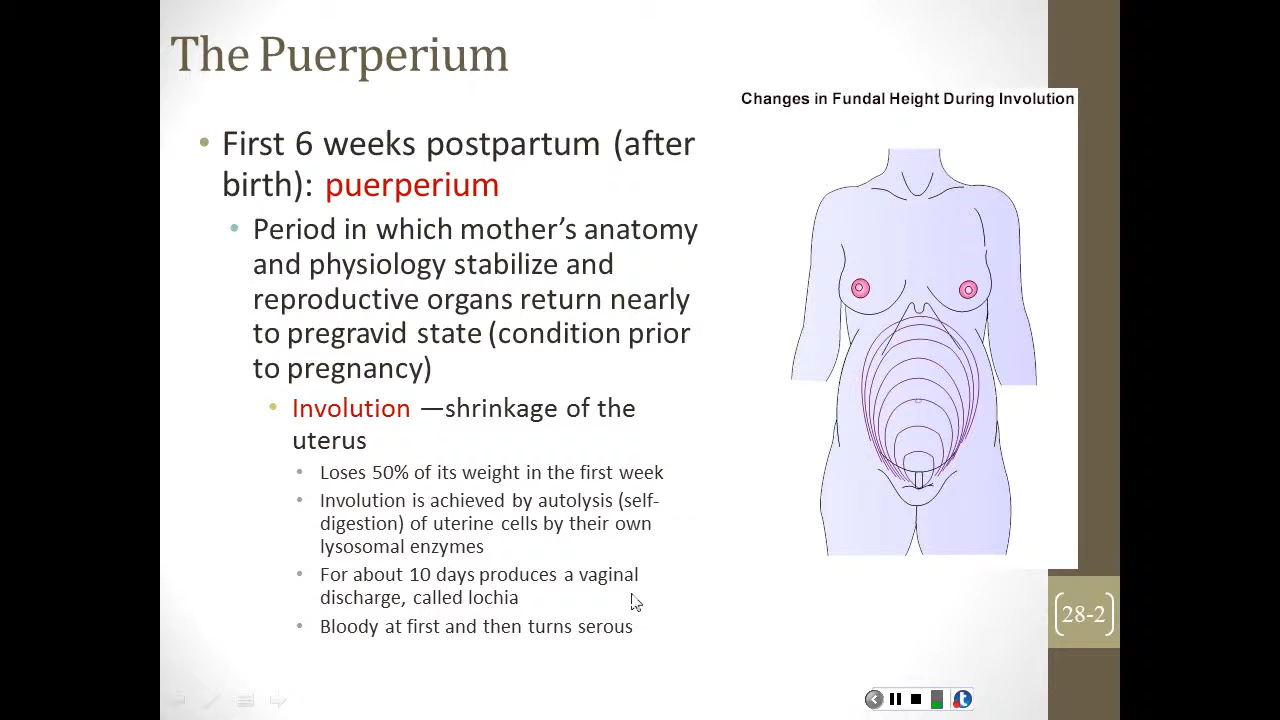 The Puerperium
Changes in Fundal Height During Involution
• First 6 weeks postpartum (after
birth): puerperium
• Period in which mother’s anatomy
and physiology stabilize and
reproductive organs return nearly
to pregravid state (condition prior
to pregnancy)
• Involution —shrinkage of the
uterus
• Loses 50% of its weight in the first week
• Involution is achieved by autolysis (self-
digestion) of uterine cells by their own
lysosomal enzymes
• For about 10 days produces a vaginal
discharge, called lochia
• Bloody at first and then turns serous
28-2
t